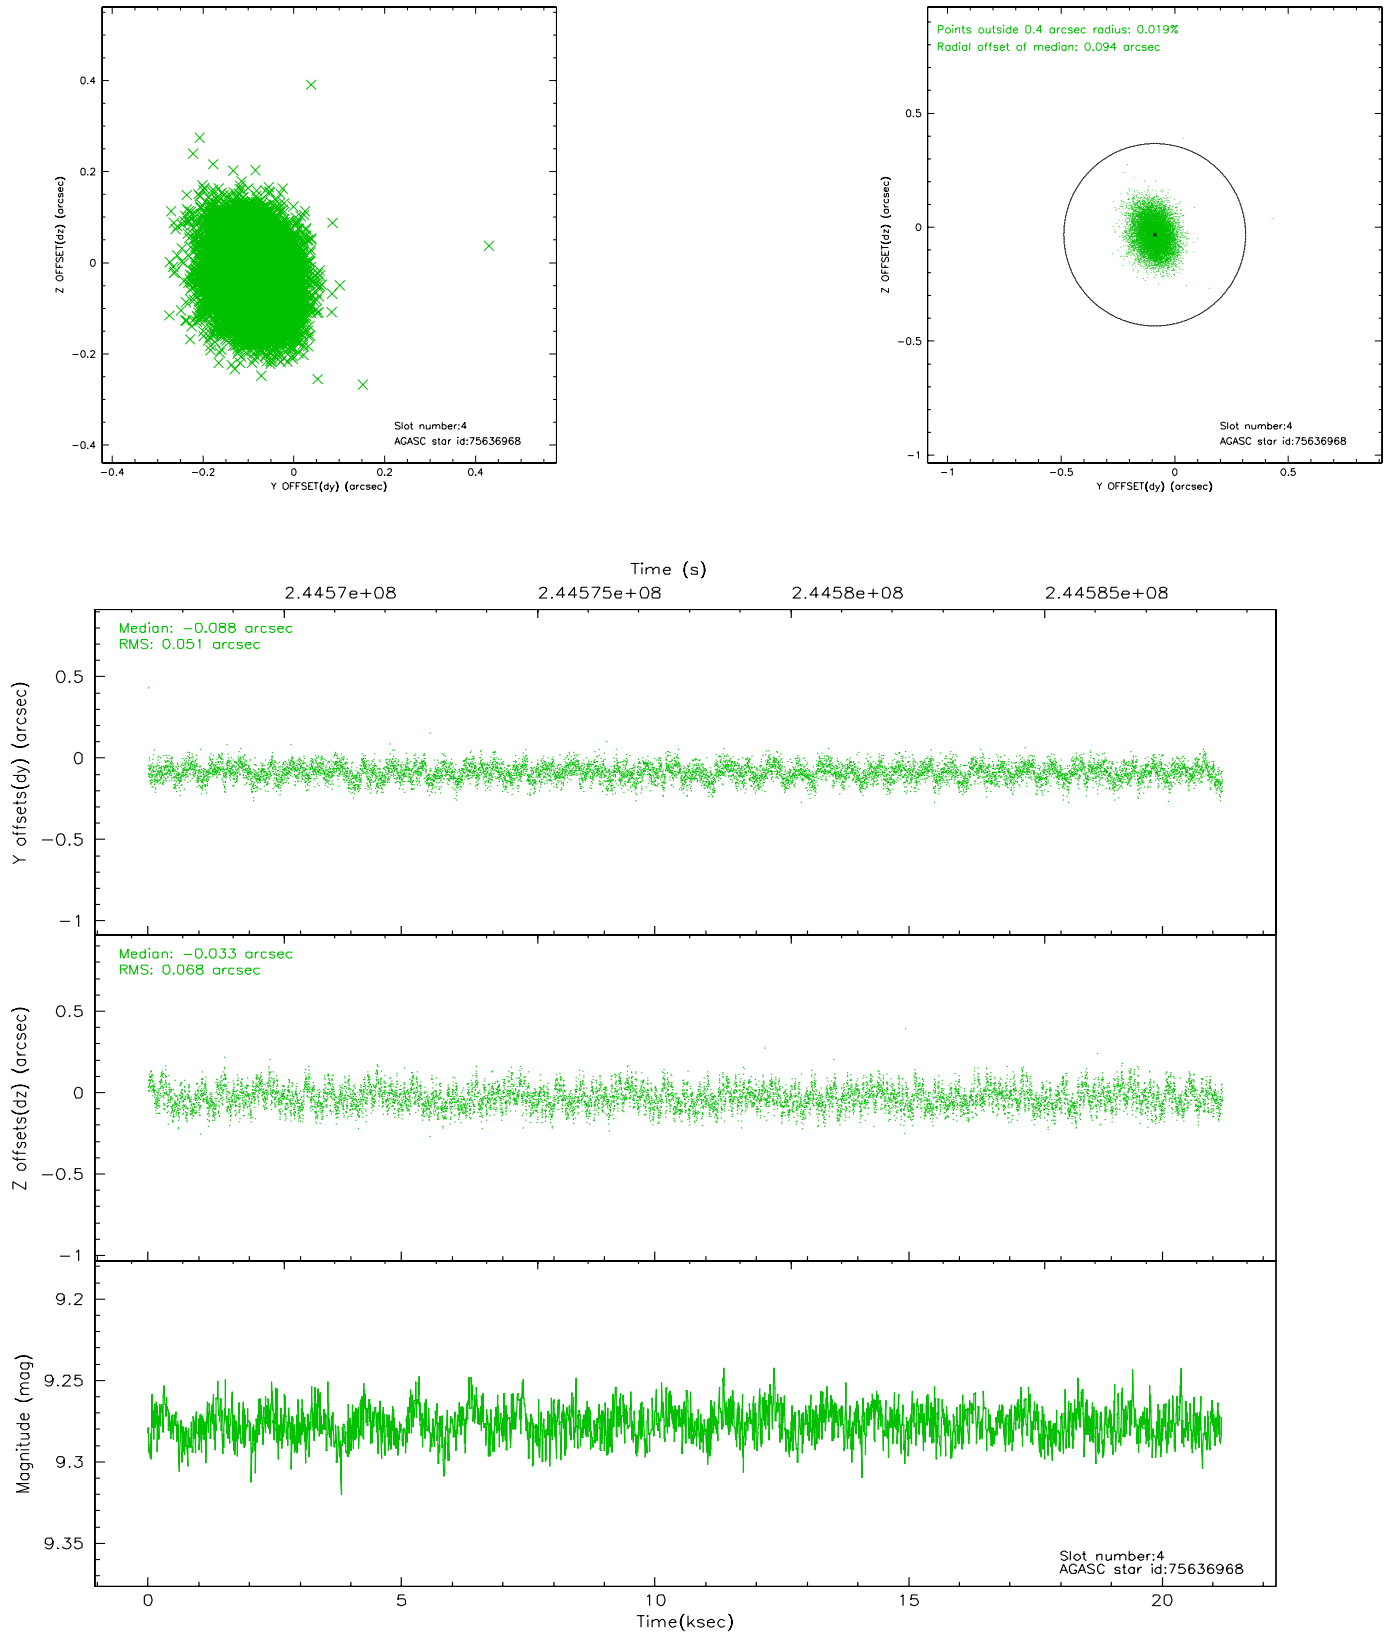 0.4
0.2
0
−0.2
−0.4
Z OFFSET(dz) (arcsec)
−0.4 −0.2 0 0.2 0.4
Y OFFSET(dy) (arcsec)
Slot number:4
AGASC star id:75636968
Points outside 0.4 arcsec radius: 0.019%
Radial offset of median: 0.094 arcsec
0.5
0
−0.5
−1
Z OFFSET(dz) (arcsec)
−1 −0.5 0 0.5
Y OFFSET(dy) (arcsec)
Slot number:4
AGASC star id:75636968
Time (s)
2.4457e+08 2.44575e+08 2.4458e+08 2.44585e+08
Median: −0.088 arcsec
RMS: 0.051 arcsec
0.5
0
−0.5
−1
Y offsets(dy) (arcsec)
Median: −0.033 arcsec
RMS: 0.068 arcsec
0.5
0
−0.5
−1
Z offsets(dz) (arcsec)
9.2
9.25
9.3
9.35
Magnitude (mag)
Slot number:4
AGASC star id:75636968
0 5 10 15 20
Time(ksec)